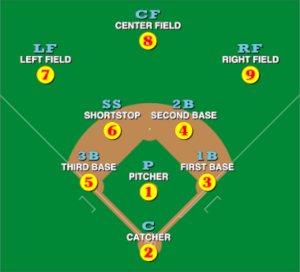 CF
CENTER FIELD
8
LF
LEFT FIELD
7
RF
RIGHT FIELD
9
SS
SHORTSTOP
6
2B
SECOND BASE
4
3B
THIRD BASE
5
P
PITCHER
1
1B
FIRST BASE
3
C
CATCHER
2